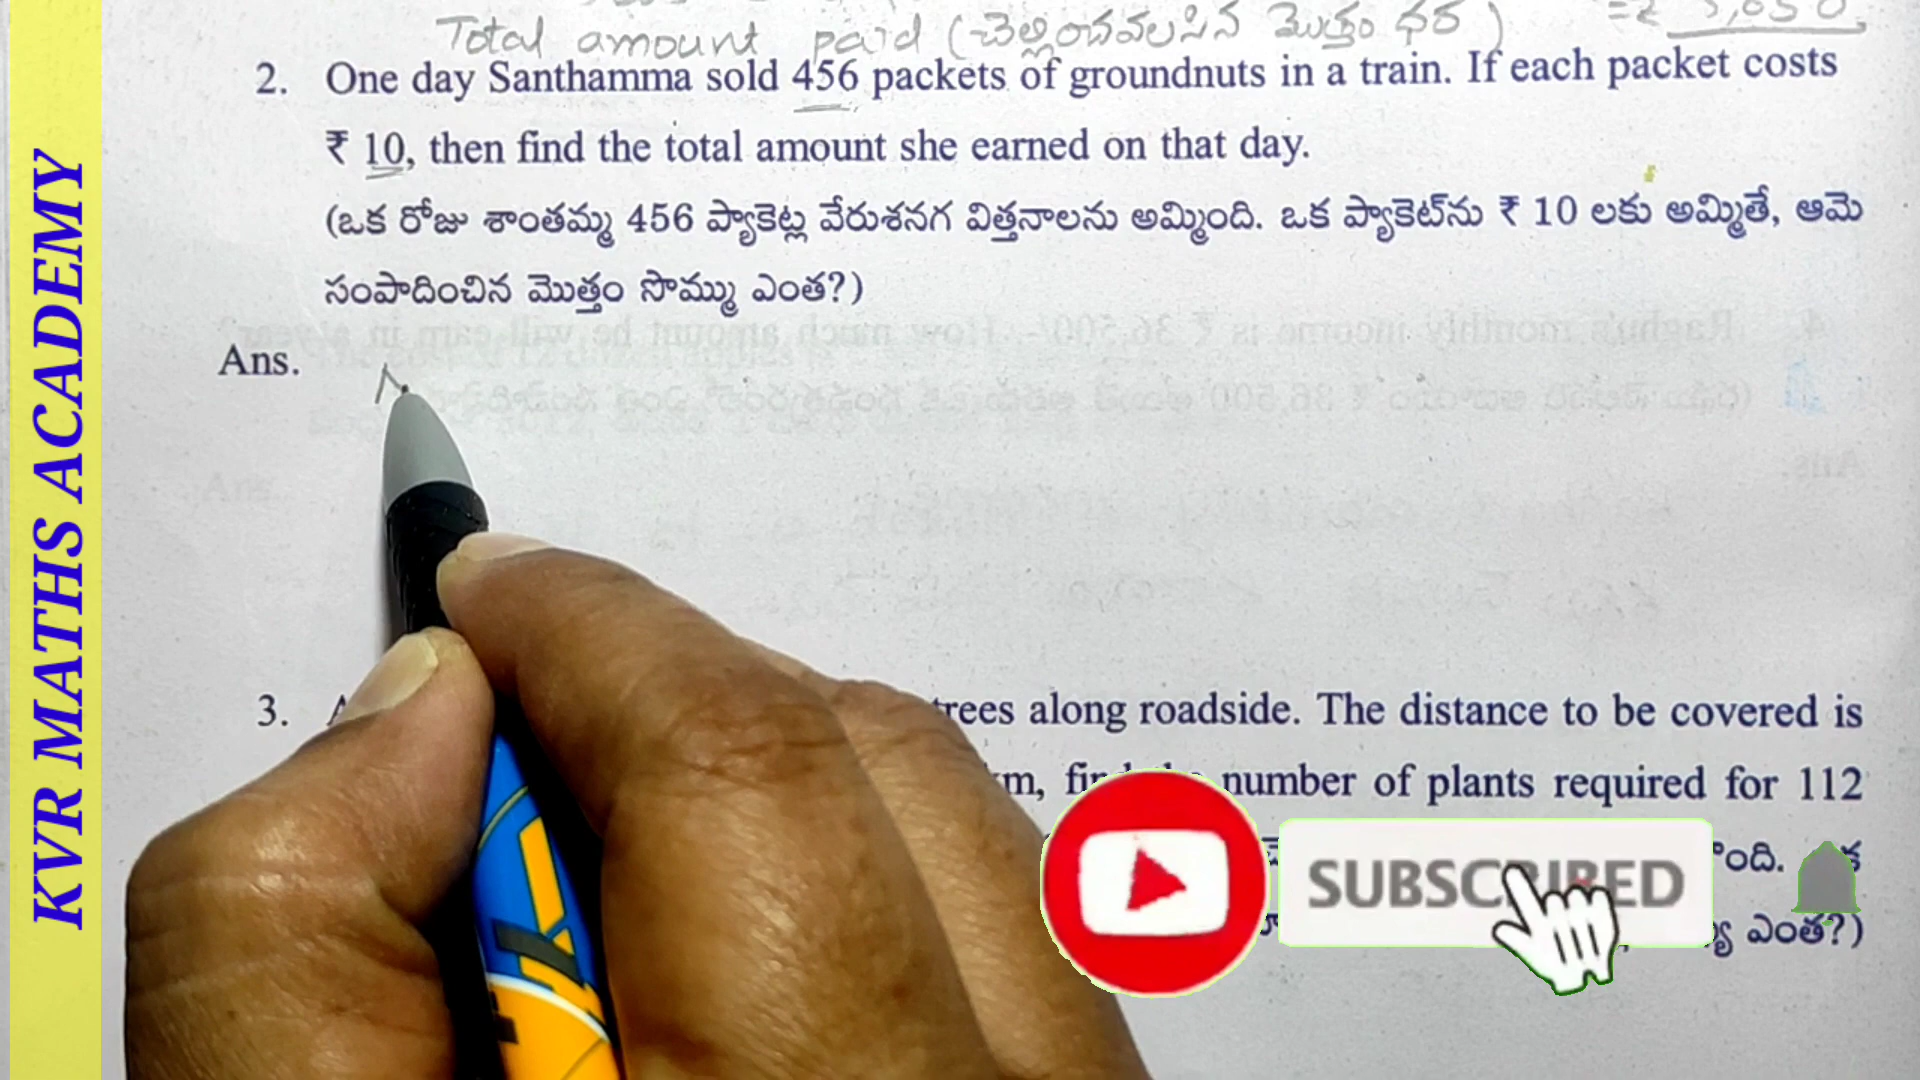 Total amount paid (చెల్లించవలసిన మొత్తం ధర)
2. One day Santhamma sold 456 packets of groundnuts in a train. If each packet costs
₹ 10, then find the total amount she earned on that day.
(ఒక రోజు శాంతమ్మ 456 ప్యాకెట్ల వేరుశనగ విత్తనాలను అమ్మింది. ఒక ప్యాకెట్‌ను ₹ 10 లకు అమ్మితే, ఆమె
సంపాదించిన మొత్తం సొమ్ము ఎంత?)
Ans.
3. trees along roadside. The distance to be covered is
number of plants required for 112
ఎంత?)
SUBSCRIBED
KVR MATHS ACADEMY